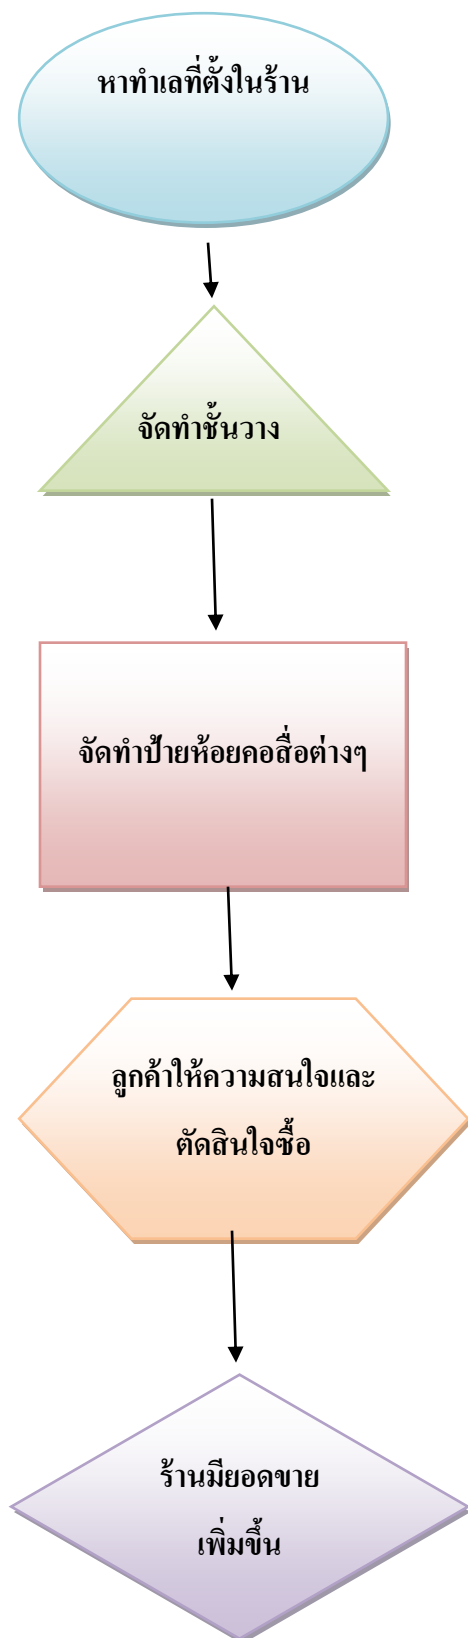 หาทำเลที่ตั้งในร้าน
จัดทำชั้นวาง
จัดทำป้ายห้อยคอสื่อต่างๆ
ลูกค้าให้ความสนใจและ
ตัดสินใจซื้อ
ร้านมียอดขาย
เพิ่มขึ้น